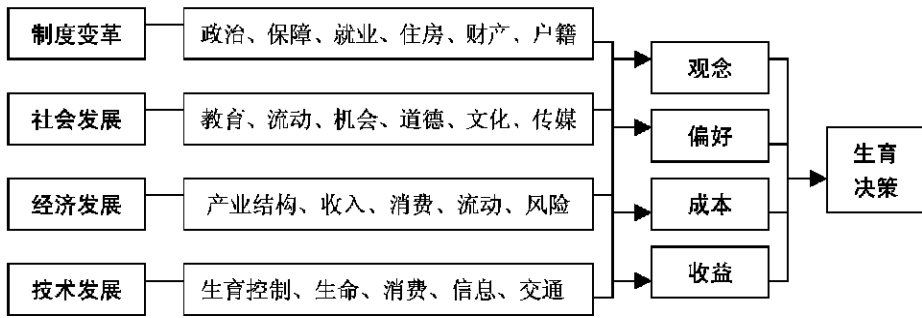 制度变革
政治、保障、就业、住房、财产、户籍
社会发展
教育、流动、机会、道德、文化、传媒
经济发展
产业结构、收入、消费、流动、风险
技术发展
生育控制、生命、消费、信息、交通
观念
偏好
成本
收益
生育
决策